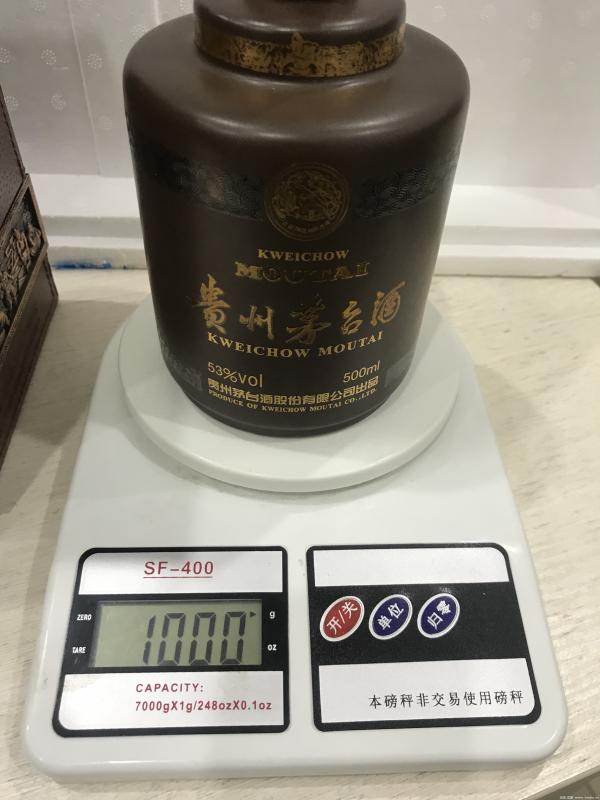 KWEICHOW
MOUTAI
贵州茅台酒
KWEICHOW MOUTAI
53%vol 500ml
贵州茅台酒股份有限公司出品
PRODUCE OF KWEICHOW MOUTAI CO.,LTD.
SF-400
ZERO
TARE
1000
g
oz
CAPACITY:
7000gX1g/248ozX0.1oz
开/关
单位
归零
本磅秤非交易使用磅秤